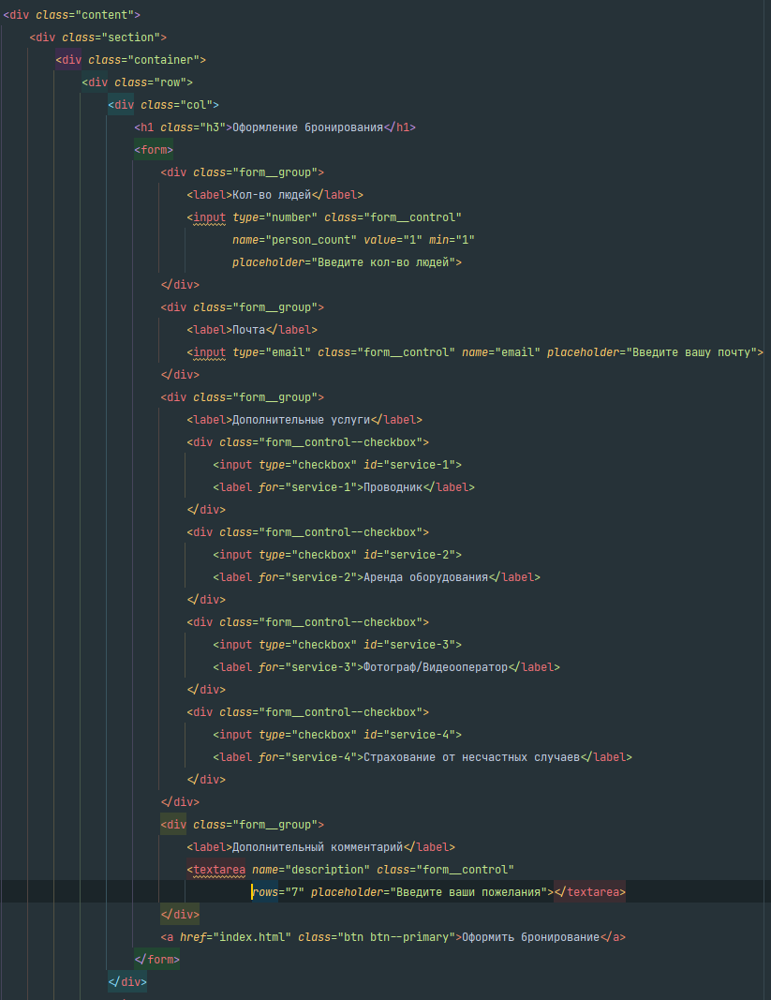 <div class="content">
<div class="section">
<div class="container">
<div class="row">
<div class="col">
<h1 class="h3">Оформление бронирования</h1>
<form>
<div class="form__group">
<label>Кол-во людей</label>
<input type="number" class="form__control"
name="person_count" value="1" min="1"
placeholder="Введите кол-во людей">
</div>
<div class="form__group">
<label>Почта</label>
<input type="email" class="form__control" name="email" placeholder="Введите вашу почту">
</div>
<div class="form__group">
<label>Дополнительные услуги</label>
<div class="form__control--checkbox">
<input type="checkbox" id="service-1">
<label for="service-1">Проводник</label>
</div>
<div class="form__control--checkbox">
<input type="checkbox" id="service-2">
<label for="service-2">Аренда оборудования</label>
</div>
<div class="form__control--checkbox">
<input type="checkbox" id="service-3">
<label for="service-3">Фотограф/Видеооператор</label>
</div>
<div class="form__control--checkbox">
<input type="checkbox" id="service-4">
<label for="service-4">Страхование от несчастных случаев</label>
</div>
</div>
<div class="form__group">
<label>Дополнительный комментарий</label>
<textarea name="description" class="form__control"
rows="7" placeholder="Введите ваши пожелания"></textarea>
</div>
<a href="index.html" class="btn btn--primary">Оформить бронирование</a>
</form>
</div>